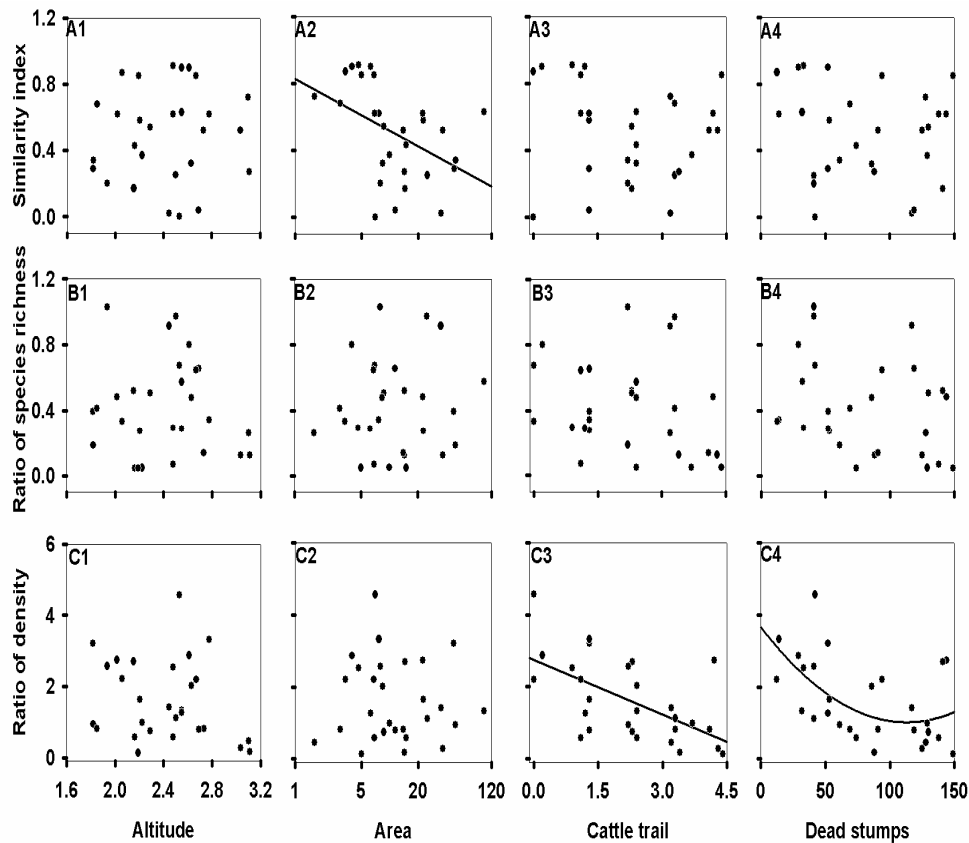 1.2
A1
A2
A3
A4
0.8
0.4
0.0
Similarity index
1.2
B1
B2
B3
B4
0.8
0.4
0.0
Ratio of species richness
6
C1
C2
C3
C4
4
2
0
Ratio of density
1.6 2.0 2.4 2.8 3.2
1 5 20 120
0.0 1.5 3.0 4.5
0 50 100 150
Altitude
Area
Cattle trail
Dead stumps